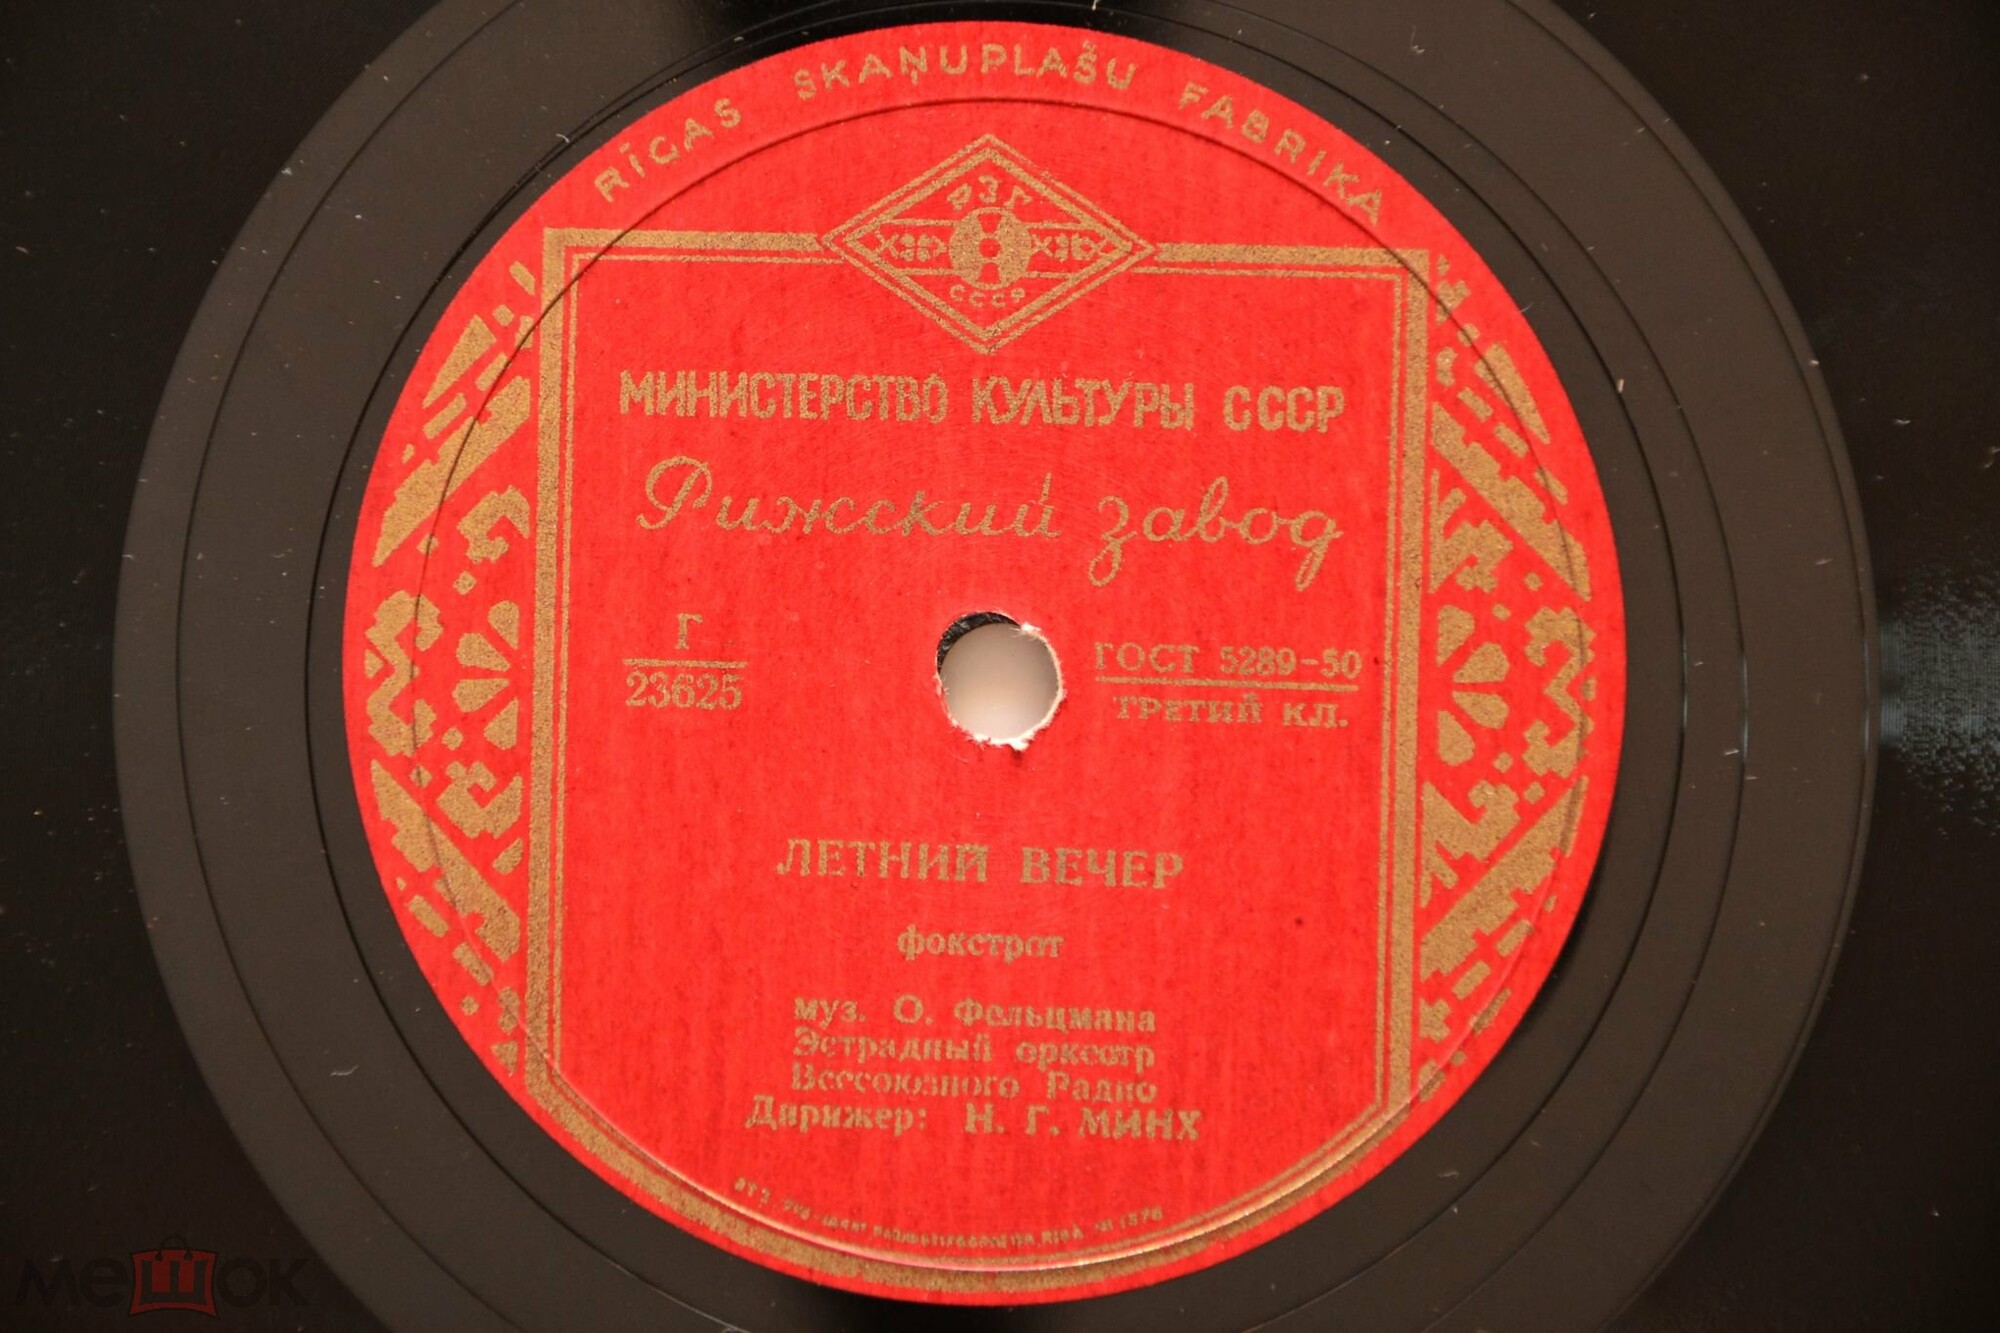 RĪGAS SKAŅUPLAŠU FABRIKA
РЗГ
СССР
МИНИСТЕРСТВО КУЛЬТУРЫ СССР
Рижский завод
Г
23625
ГОСТ 5289-50
ТРЕТИЙ КЛ.
ЛЕТНИЙ ВЕЧЕР
фокстрот
муз. О. Фельцмана
Эстрадный оркестр
Всесоюзного Радио
Дирижер: Н. Г. МИНХ
мешок